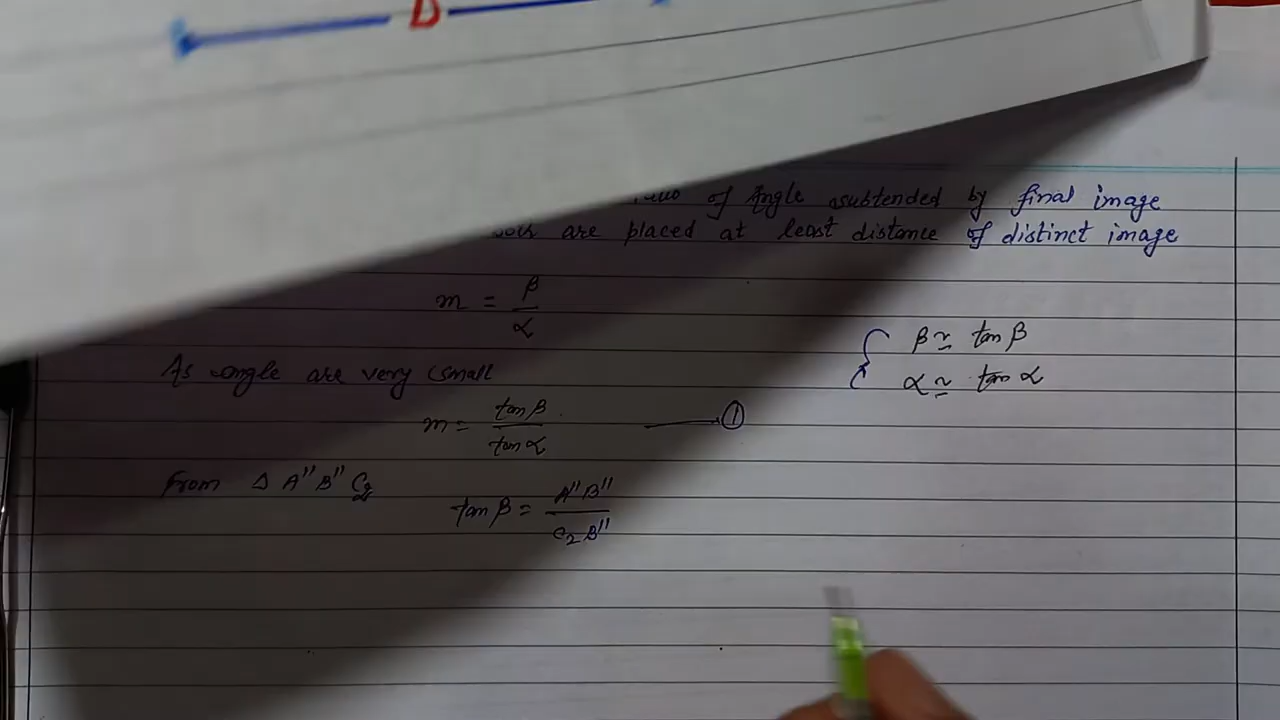 D
of Angle subtended by final image
are placed at least distance of distinct image
m = β/α
β ≃ tan β
As angle are very small
α ≃ tan α
m = tan β / tan α ——— ①
from Δ A''B''C₂
tan β = A''B'' / C₂B''